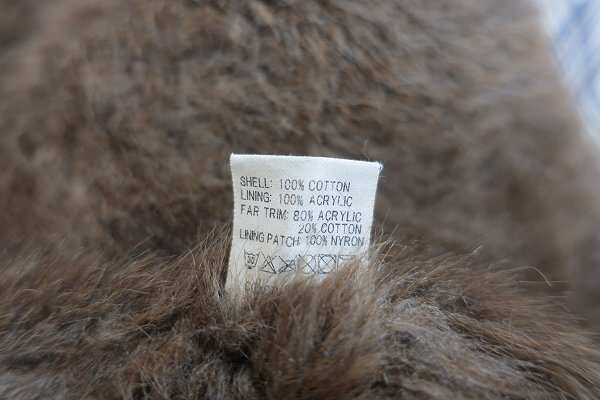 SHELL: 100% COTTON
LINING: 100% ACRYLIC
FAR TRIM: 80% ACRYLIC
20% COTTON
LINING PATCH: 100% NYRON